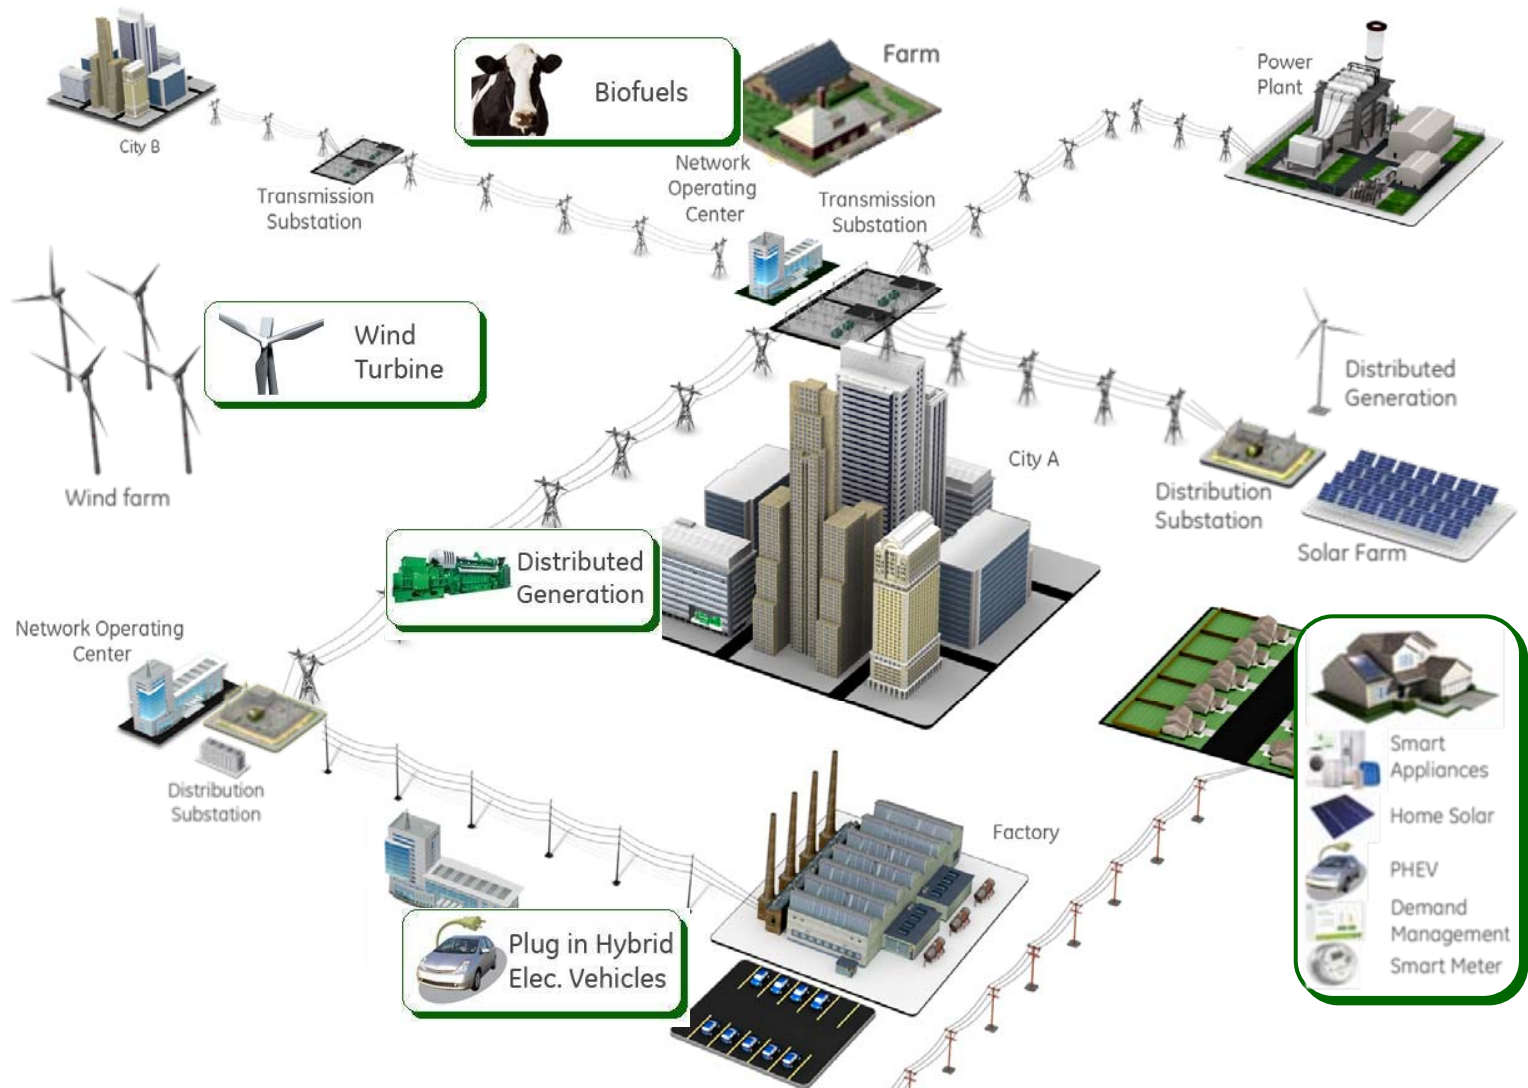 City B
Transmission
Substation
Biofuels
Farm
Network
Operating
Center
Transmission
Substation
Power
Plant
Wind
Turbine
Wind farm
Distributed
Generation
City A
Distribution
Substation
Solar Farm
Distributed
Generation
Network Operating
Center
Distribution
Substation
Factory
Plug in Hybrid
Elec. Vehicles
Smart
Appliances
Home Solar
PHEV
Demand
Management
Smart Meter